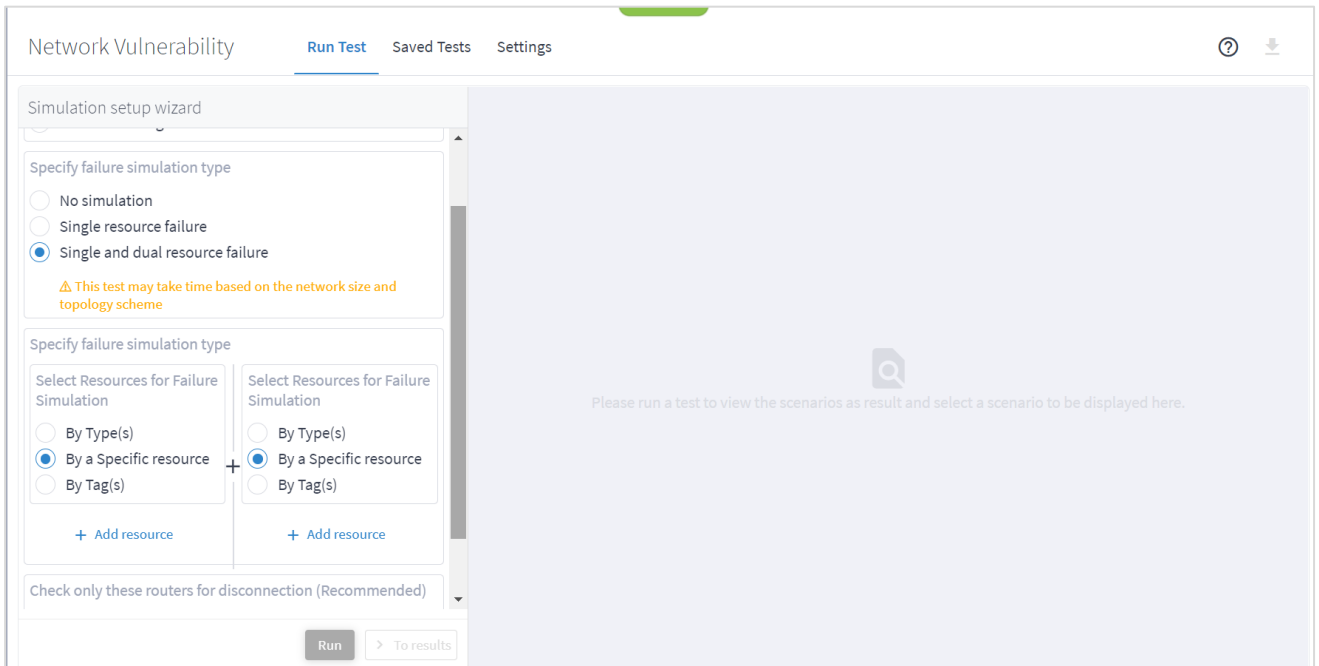 Network Vulnerability
Run Test
Saved Tests
Settings
Simulation setup wizard
Specify failure simulation type
No simulation
Single resource failure
Single and dual resource failure
⚠ This test may take time based on the network size and
topology scheme
Specify failure simulation type
Select Resources for Failure
Simulation
By Type(s)
By a Specific resource
By Tag(s)
+ Add resource
+
Select Resources for Failure
Simulation
By Type(s)
By a Specific resource
By Tag(s)
+ Add resource
Check only these routers for disconnection (Recommended)
Run
> To results
Please run a test to view the scenarios as result and select a scenario to be displayed here.